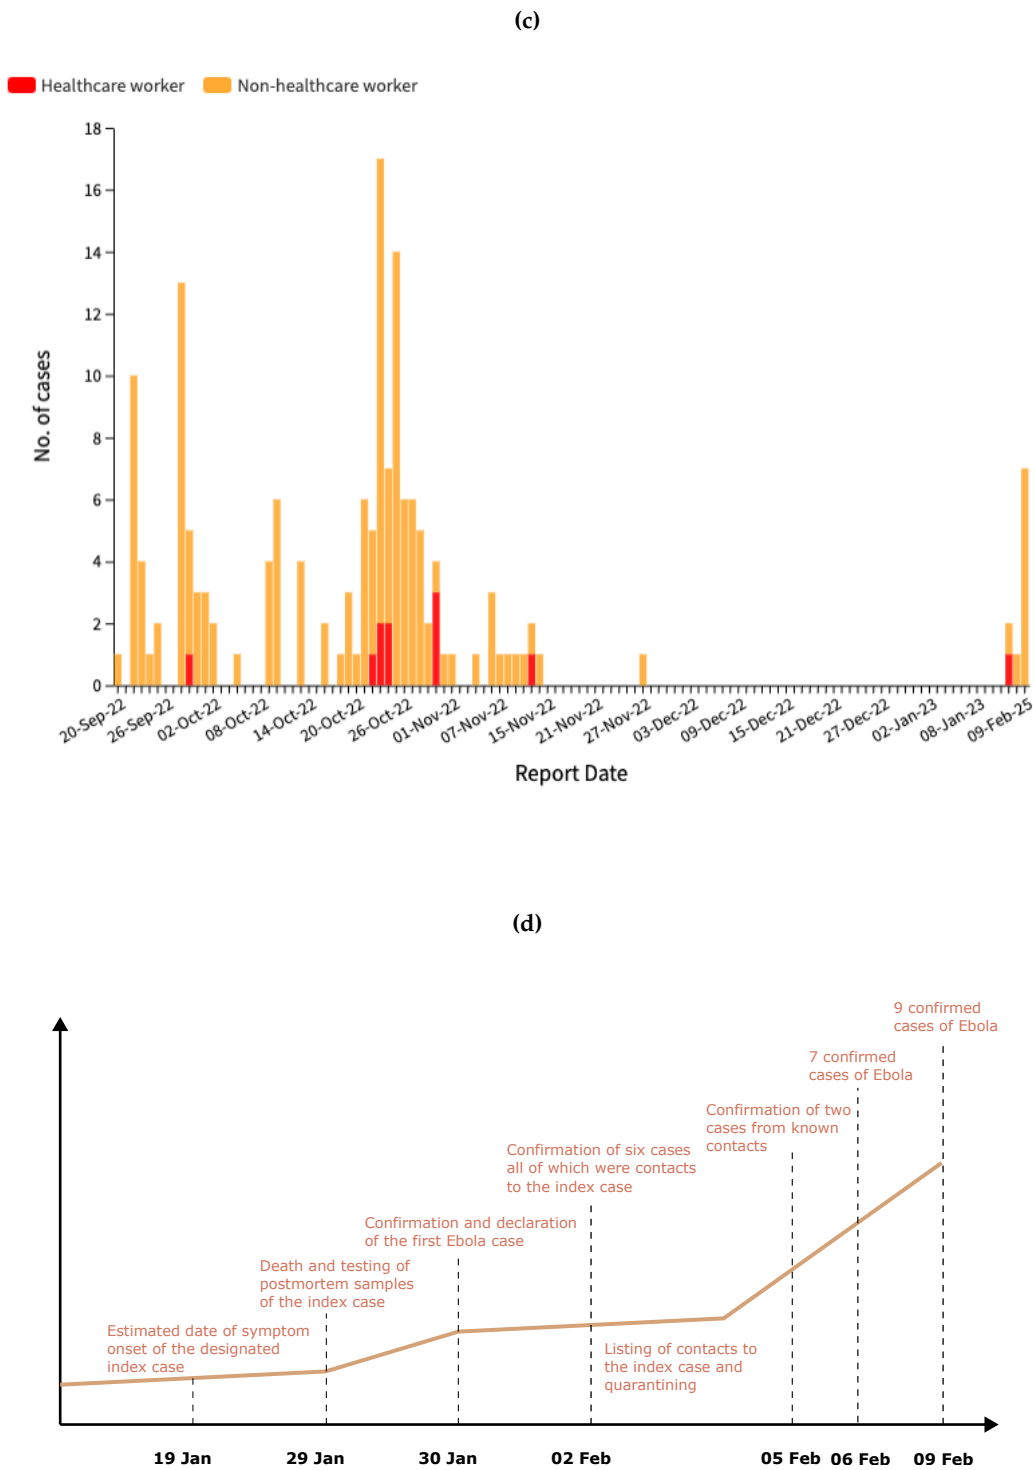 (c)
Healthcare worker Non-healthcare worker
18
16
14
12
10
8
6
4
2
0
No. of cases
20-Sep-22 26-Sep-22 02-Oct-22 08-Oct-22 14-Oct-22 20-Oct-22 26-Oct-22 01-Nov-22 07-Nov-22 15-Nov-22 21-Nov-22 27-Nov-22 03-Dec-22 09-Dec-22 15-Dec-22 21-Dec-22 27-Dec-22 02-Jan-23 08-Jan-23 09-Feb-25
Report Date
(d)
9 confirmed
cases of Ebola
7 confirmed
cases of Ebola
Confirmation of two
cases from known
contacts
Confirmation of six cases
all of which were contacts
to the index case
Confirmation and declaration
of the first Ebola case
Death and testing of
postmortem samples
of the index case
Estimated date of symptom
onset of the designated
index case
Listing of contacts to
the index case and
quarantining
19 Jan 29 Jan 30 Jan 02 Feb 05 Feb 06 Feb 09 Feb